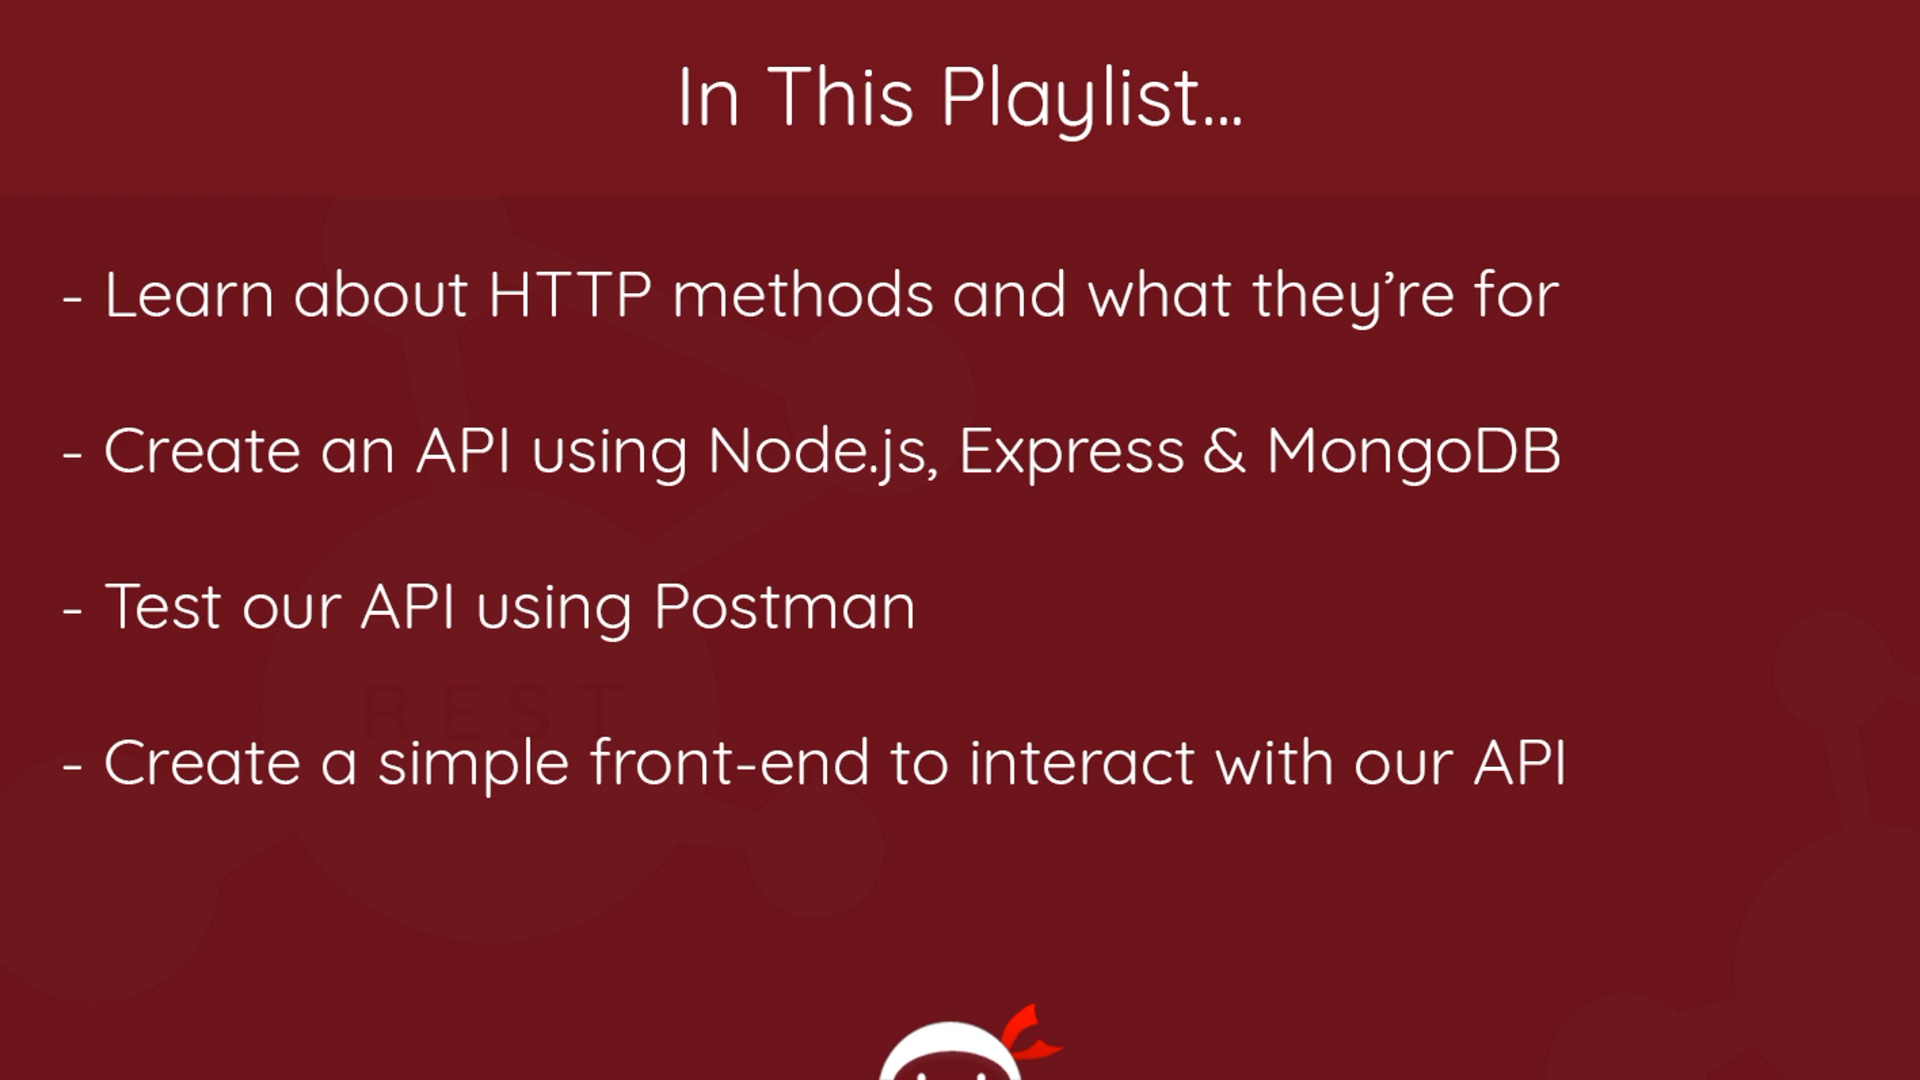 In This Playlist...
- Learn about HTTP methods and what they’re for
- Create an API using Node.js, Express & MongoDB
- Test our API using Postman
REST
- Create a simple front-end to interact with our API